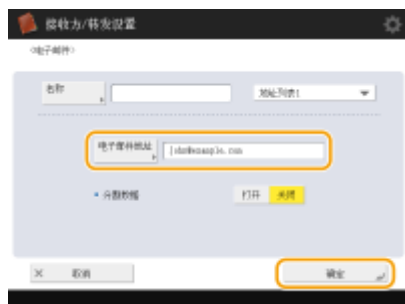 接收方/转发设置
<电子邮件>
名称
地址列表1
电子邮件地址
john@example.com
分割数据
打开 关闭
× 取消
确定